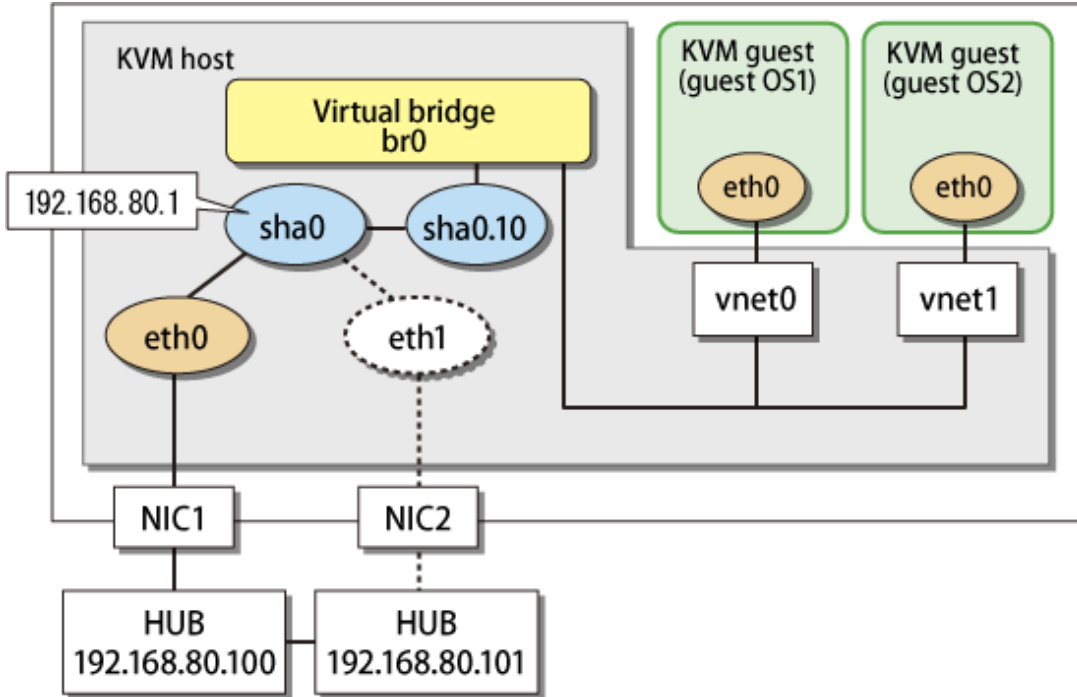 KVM host
Virtual bridge
br0
192.168.80.1
sha0
sha0.10
eth0
eth1
KVM guest
(guest OS1)
eth0
KVM guest
(guest OS2)
eth0
vnet0
vnet1
NIC1
NIC2
HUB
192.168.80.100
HUB
192.168.80.101